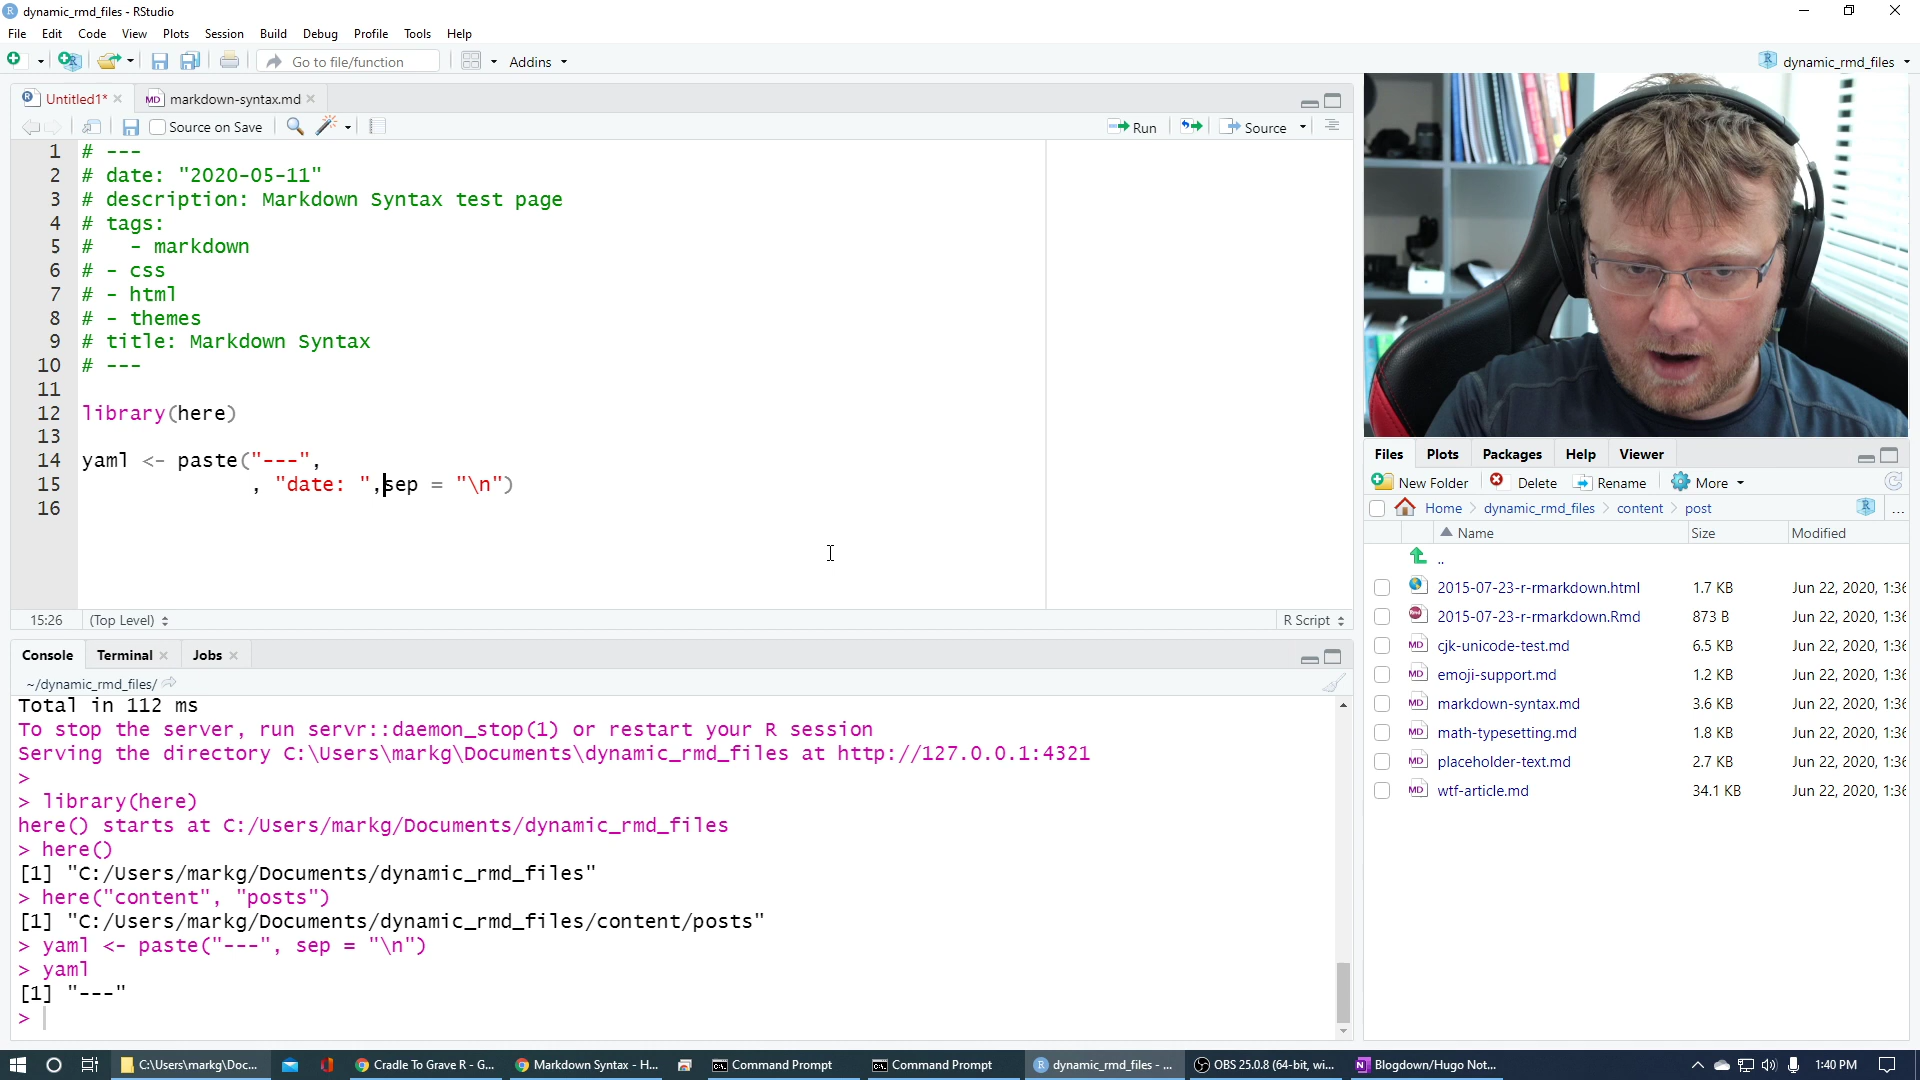 dynamic_rmd_files - RStudio
File Edit Code View Plots Session Build Debug Profile Tools Help
Go to file/function Addins dynamic_rmd_files
Untitled1* markdown-syntax.md
Source on Save Run Source
1 # ---
2 # date: "2020-05-11"
3 # description: Markdown Syntax test page
4 # tags:
5 #   - markdown
6 # - css
7 # - html
8 # - themes
9 # title: Markdown Syntax
10 # ---
11
12 library(here)
13
14 yaml <- paste("---",
15 , "date: ",sep = "\n")
16
15:26 (Top Level) R Script
Console Terminal Jobs
~/dynamic_rmd_files/
Total in 112 ms
To stop the server, run servr::daemon_stop(1) or restart your R session
Serving the directory C:\Users\markg\Documents\dynamic_rmd_files at http://127.0.0.1:4321
>
> library(here)
here() starts at C:/Users/markg/Documents/dynamic_rmd_files
> here()
[1] "C:/Users/markg/Documents/dynamic_rmd_files"
> here("content", "posts")
[1] "C:/Users/markg/Documents/dynamic_rmd_files/content/posts"
> yaml <- paste("---", sep = "\n")
> yaml
[1] "---"
>
Files Plots Packages Help Viewer
New Folder Delete Rename More
Home dynamic_rmd_files content post ...
Name Size Modified
..
2015-07-23-r-rmarkdown.html 1.7 KB Jun 22, 2020, 1:36
2015-07-23-r-rmarkdown.Rmd 873 B Jun 22, 2020, 1:36
cjk-unicode-test.md 6.5 KB Jun 22, 2020, 1:36
emoji-support.md 1.2 KB Jun 22, 2020, 1:36
markdown-syntax.md 3.6 KB Jun 22, 2020, 1:36
math-typesetting.md 1.8 KB Jun 22, 2020, 1:36
placeholder-text.md 2.7 KB Jun 22, 2020, 1:36
wtf-article.md 34.1 KB Jun 22, 2020, 1:36
C:\Users\markg\Doc... Cradle To Grave R - G... Markdown Syntax - H... Command Prompt Command Prompt dynamic_rmd_files - ... OBS 25.0.8 (64-bit, wi... Blogdown/Hugo Not... 1:40 PM